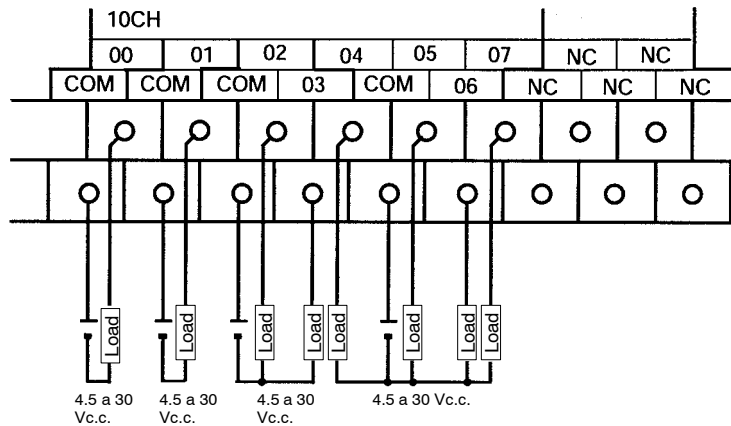 10CH
00 01 02 04 05 07 NC NC
COM COM COM 03 COM 06 NC NC NC
Load Load Load Load Load Load Load Load
4.5 a 30 4.5 a 30 4.5 a 30 4.5 a 30 Vc.c.
Vc.c. Vc.c. Vc.c.